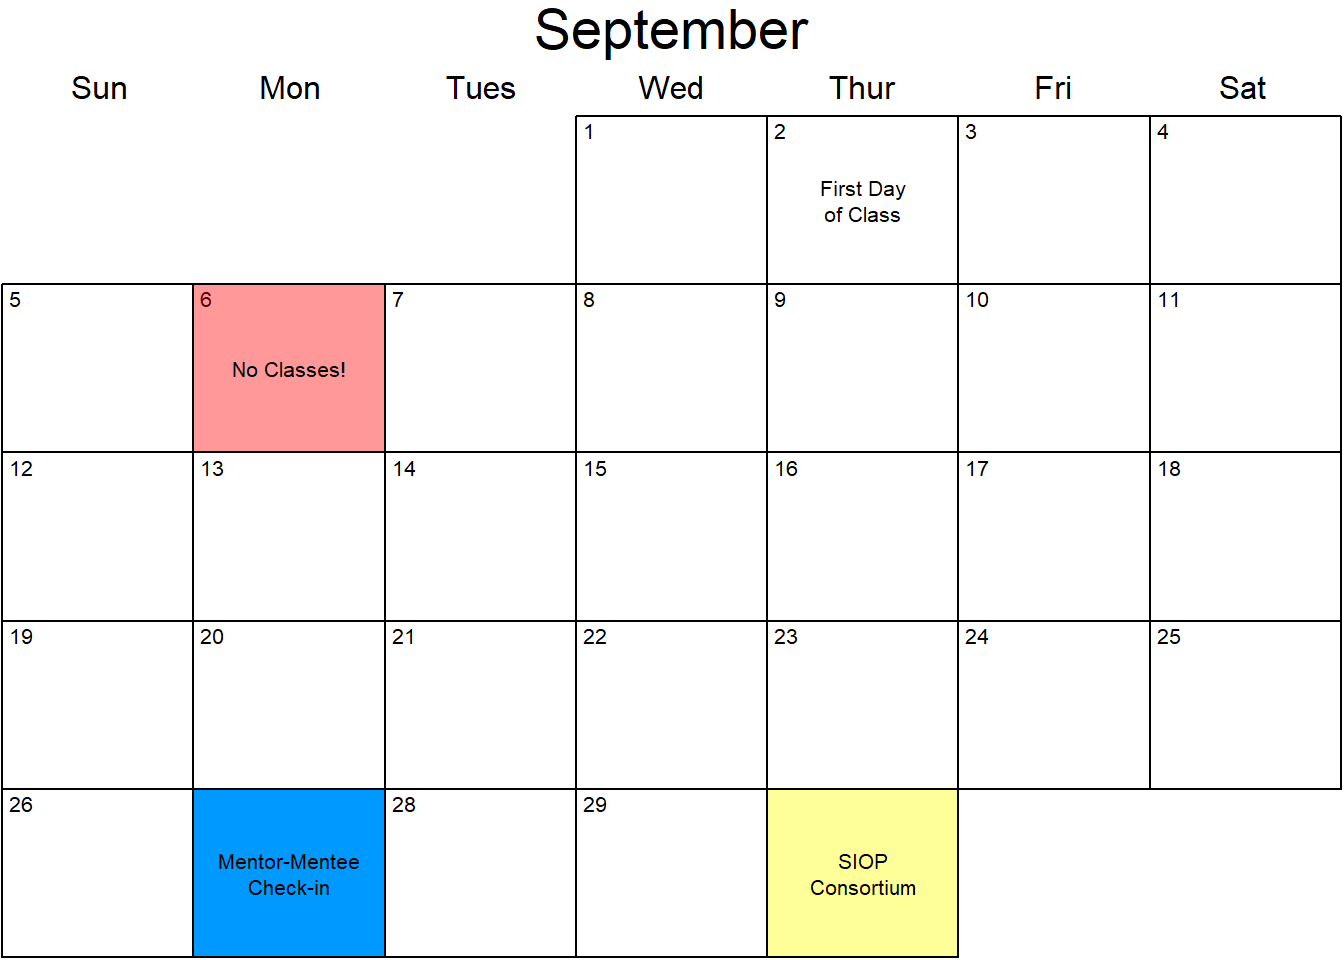 September
Sun Mon Tues Wed Thur Fri Sat
1 2 3 4
First Day
of Class
5 6 7 8 9 10 11
No Classes!
12 13 14 15 16 17 18
19 20 21 22 23 24 25
26 28 29
Mentor-Mentee SIOP
Check-in Consortium